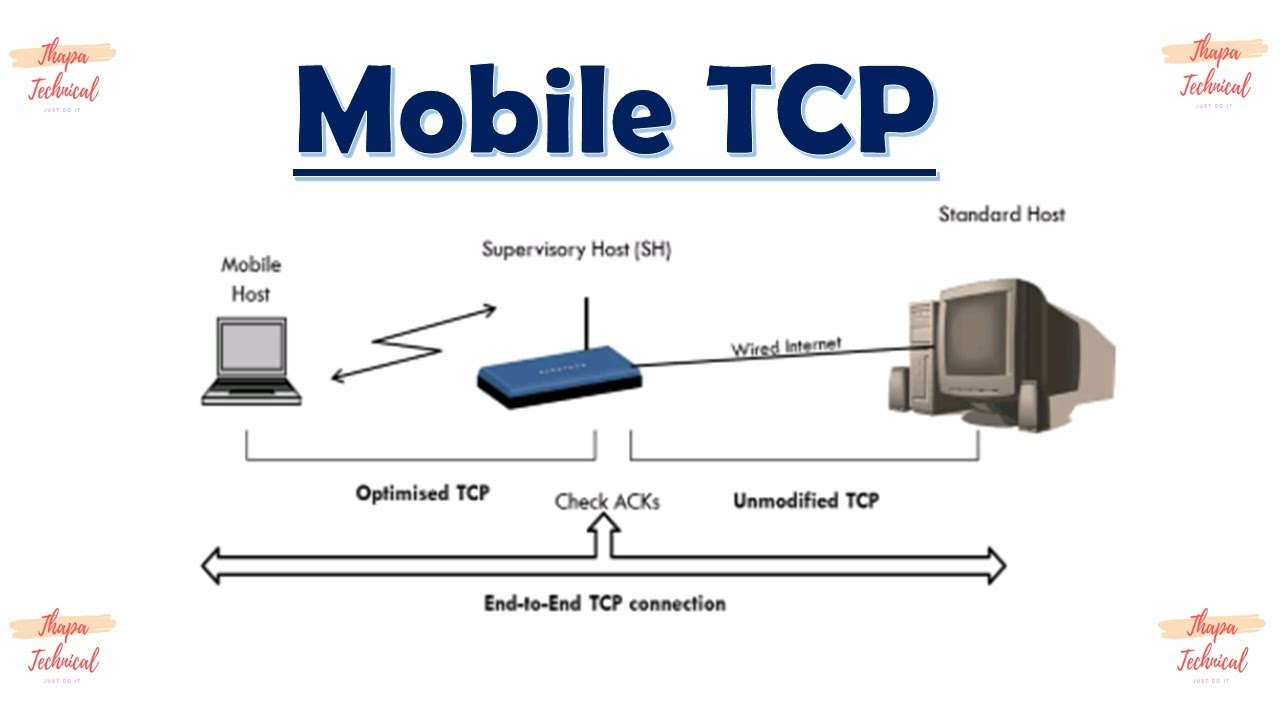 Thapa
Technical
JUST DO IT
Thapa
Technical
JUST DO IT
Mobile TCP
Standard Host
Supervisory Host (SH)
Mobile
Host
Wired Internet
Optimised TCP
Check ACKs
Unmodified TCP
End-to-End TCP connection
Thapa
Technical
JUST DO IT
Thapa
Technical
JUST DO IT